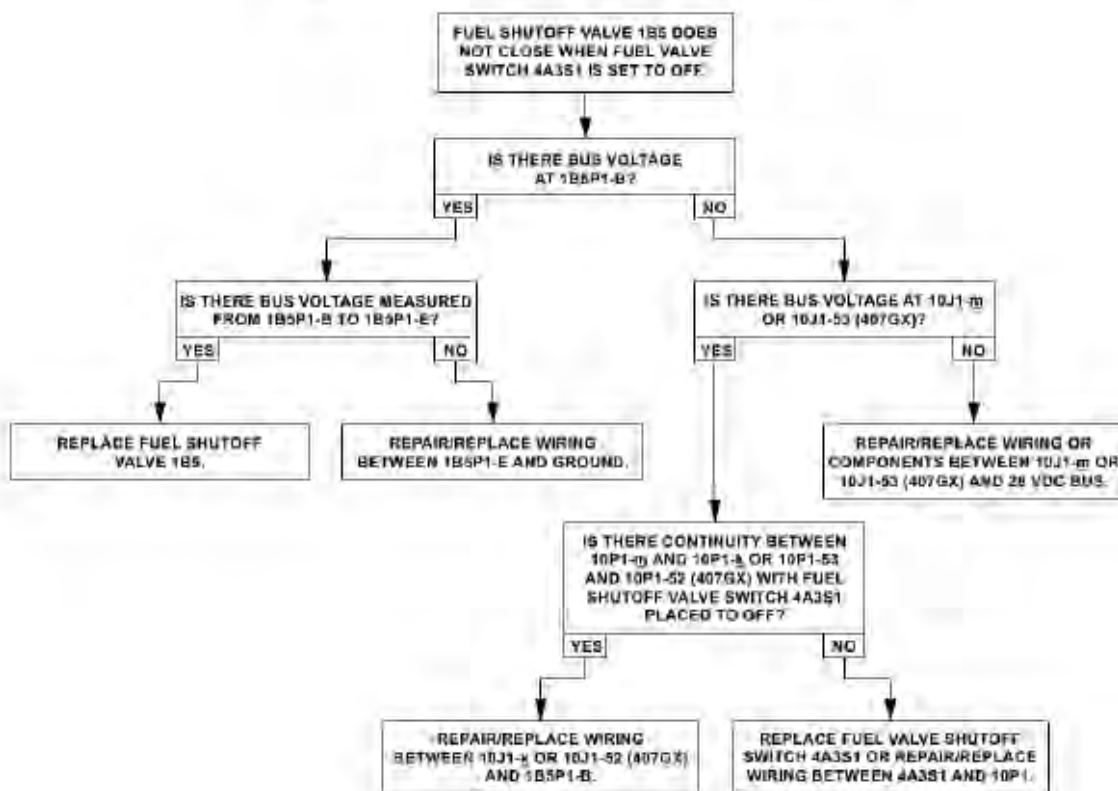 FUEL SHUTOFF VALVE 1B5 DOES
NOT CLOSE WHEN FUEL VALVE
SWITCH 4A3S1 IS SET TO OFF.
IS THERE BUS VOLTAGE
AT 1B5P1-B?
YES
NO
IS THERE BUS VOLTAGE MEASURED
FROM 1B5P1-B TO 1B5P1-E?
YES
NO
IS THERE BUS VOLTAGE AT 10J1-m
OR 10J1-53 (407GX)?
YES
NO
REPLACE FUEL SHUTOFF
VALVE 1B5.
REPAIR/REPLACE WIRING
BETWEEN 1B5P1-E AND GROUND.
REPAIR/REPLACE WIRING OR
COMPONENTS BETWEEN 10J1-m OR
10J1-53 (407GX) AND 28 VDC BUS.
IS THERE CONTINUITY BETWEEN
10P1-m AND OR 10P1-53
AND 10P1-52 (407GX) WITH FUEL
SHUTOFF VALVE SWITCH 4A3S1
PLACED TO OFF?
YES
NO
REPAIR/REPLACE WIRING
BETWEEN OR 10J1-52 (407GX)
AND 1B5P1-B.
REPLACE FUEL VALVE SHUTOFF
SWITCH 4A3S1 OR REPAIR/REPLACE
WIRING BETWEEN 4A3S1 AND 10P1.